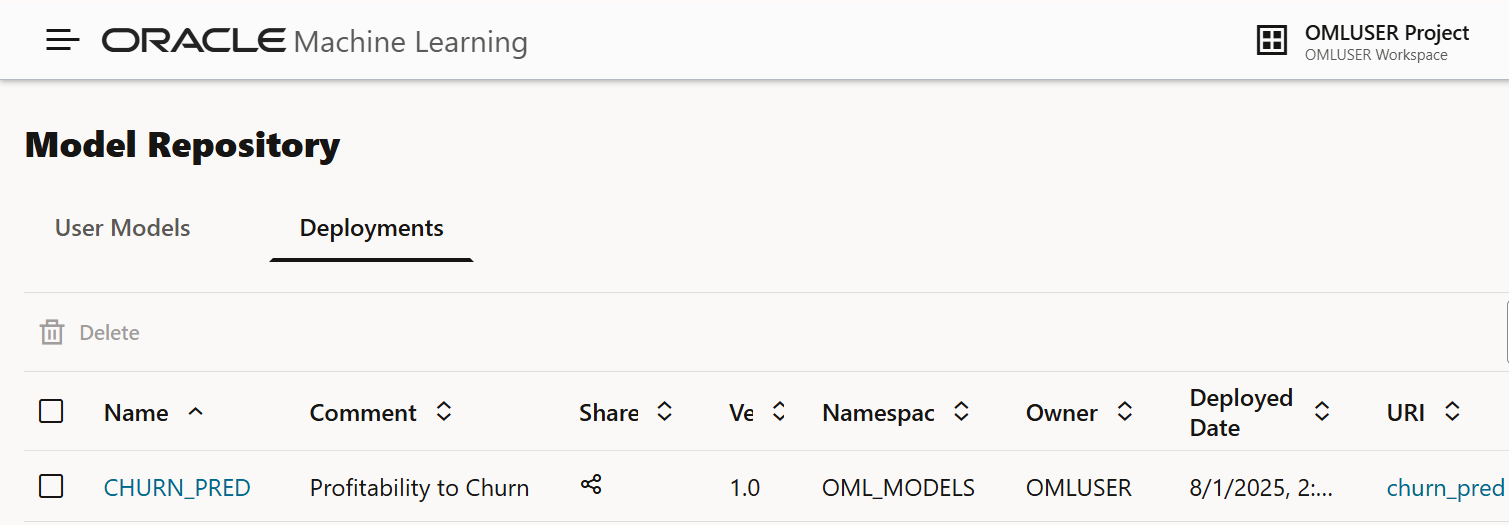 ORACLE Machine Learning
OMLUSER Project
OMLUSER Workspace
Model Repository
User Models Deployments
Delete
Name Comment Share Ve Namespac Owner Deployed Date URI
CHURN_PRED Profitability to Churn 1.0 OML_MODELS OMLUSER 8/1/2025, 2:... churn_pred